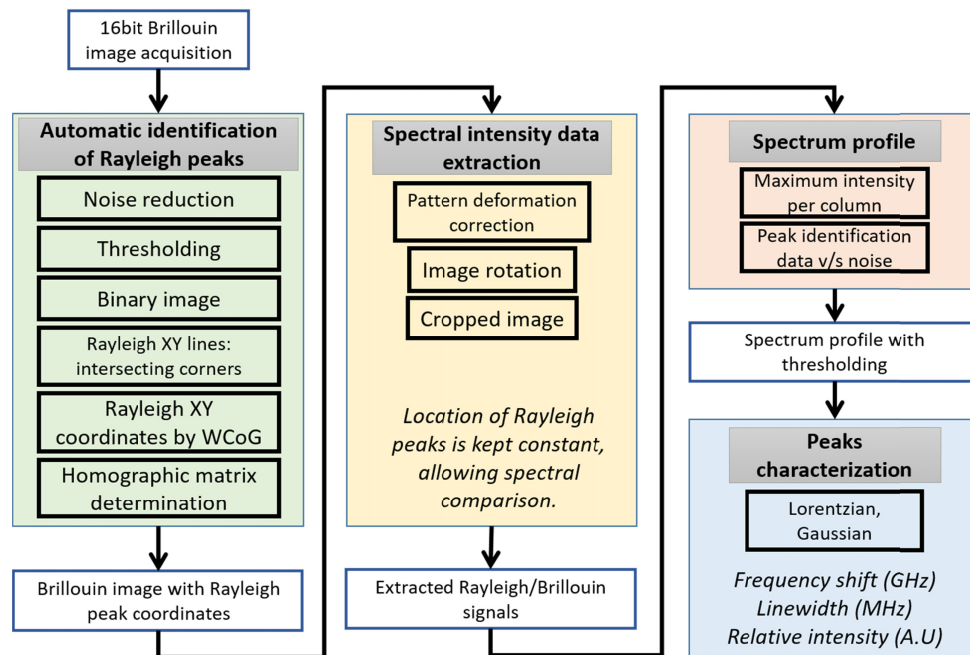 16bit Brillouin
image acquisition
Automatic identification
of Rayleigh peaks
Noise reduction
Thresholding
Binary image
Rayleigh XY lines:
intersecting corners
Rayleigh XY
coordinates by WCoG
Homographic matrix
determination
Brillouin image with Rayleigh
peak coordinates
Spectral intensity data
extraction
Pattern deformation
correction
Image rotation
Cropped image
Location of Rayleigh
peaks is kept constant,
allowing spectral
comparison.
Extracted Rayleigh/Brillouin
signals
Spectrum profile
Maximum intensity
per column
Peak identification
data v/s noise
Spectrum profile with
thresholding
Peaks
characterization
Lorentzian,
Gaussian
Frequency shift (GHz)
Linewidth (MHz)
Relative intensity (A.U)